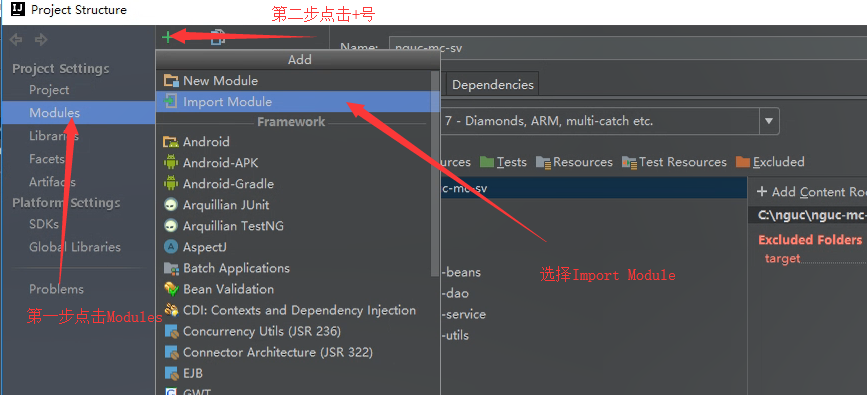 Project Structure
第二步点击+号
Name:
nguc-mc-sv
Add
Project Settings
Project
Modules
Libraries
Facets
Artifacts
Platform Settings
SDKs
Global Libraries
Problems
第一步点击Modules
New Module
Import Module
Framework
Android
Android-APK
Android-Gradle
Arquillian JUnit
Arquillian TestNG
AspectJ
Batch Applications
Bean Validation
CDI: Contexts and Dependency Injection
Concurrency Utils (JSR 236)
Connector Architecture (JSR 322)
EJB
GWT
Dependencies
7 - Diamonds, ARM, multi-catch etc.
urces Tests Resources Test Resources Excluded
c-mc-sv
-beans
-dao
-service
-utils
选择Import Module
+ Add Content Roo
C:\nguc\nguc-mc-
Excluded Folders
target